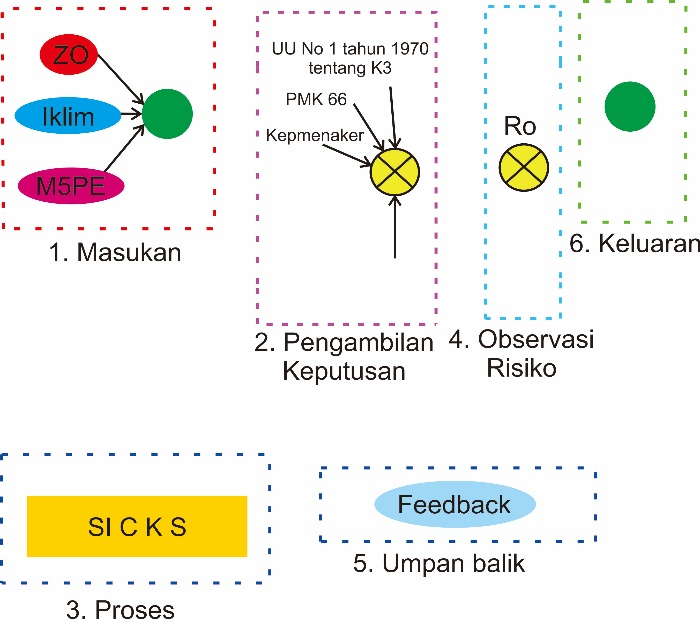 ZO
Iklim
M5PE
1. Masukan
UU No 1 tahun 1970
tentang K3
PMK 66
Kepmenaker
2. Pengambilan
Keputusan
Ro
4. Observasi
Risiko
6. Keluaran
SI C K S
3. Proses
Feedback
5. Umpan balik